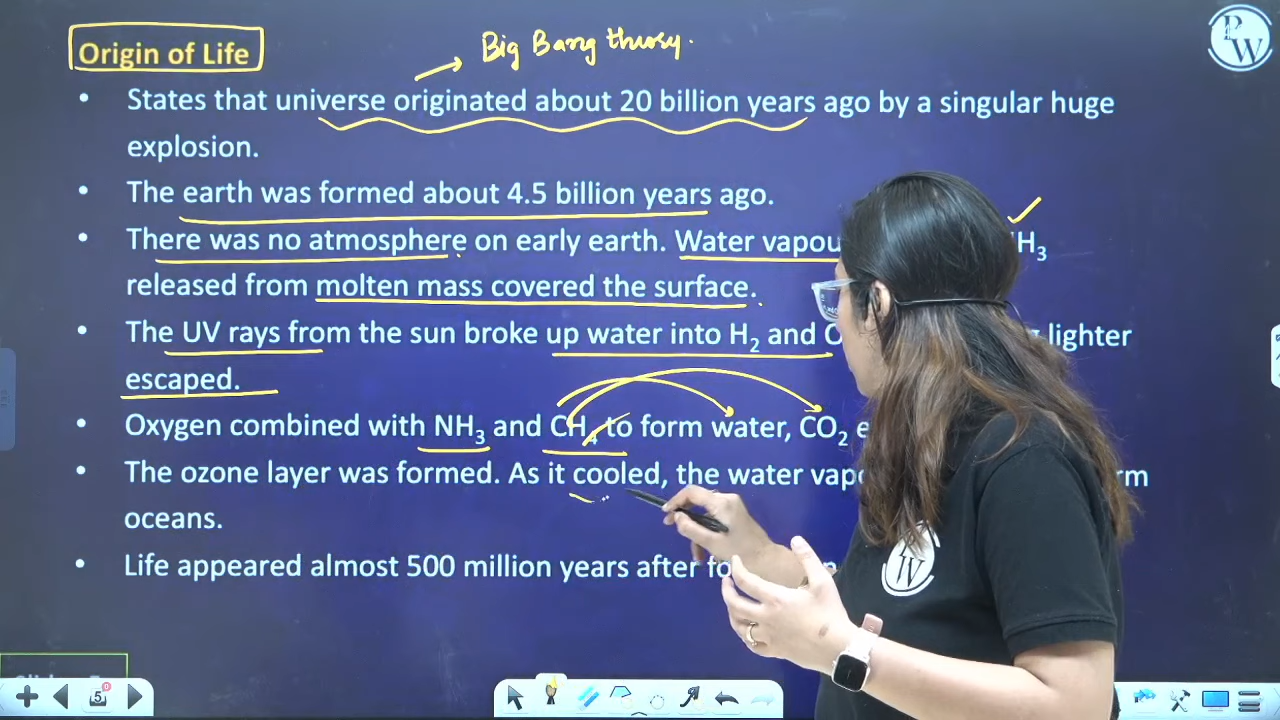 Origin of Life
Big Bang theory.
• States that universe originated about 20 billion years ago by a singular huge
explosion.
• The earth was formed about 4.5 billion years ago.
• There was no atmosphere on early earth. Water vapou H₃
released from molten mass covered the surface.
• The UV rays from the sun broke up water into H₂ and lighter
escaped.
• Oxygen combined with NH₃ and CH₄ to form water, CO₂
• The ozone layer was formed. As it cooled, the water vap rm
oceans.
• Life appeared almost 500 million years after fo n
PW
W
5